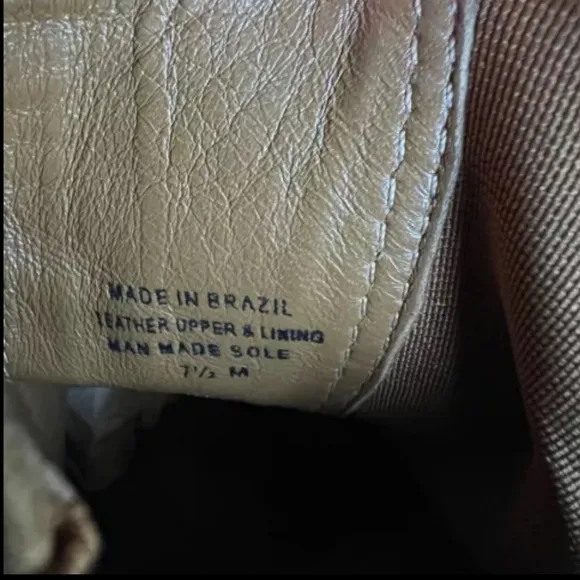 MADE IN BRAZIL
LEATHER UPPER & LINING
MAN MADE SOLE
7½ M